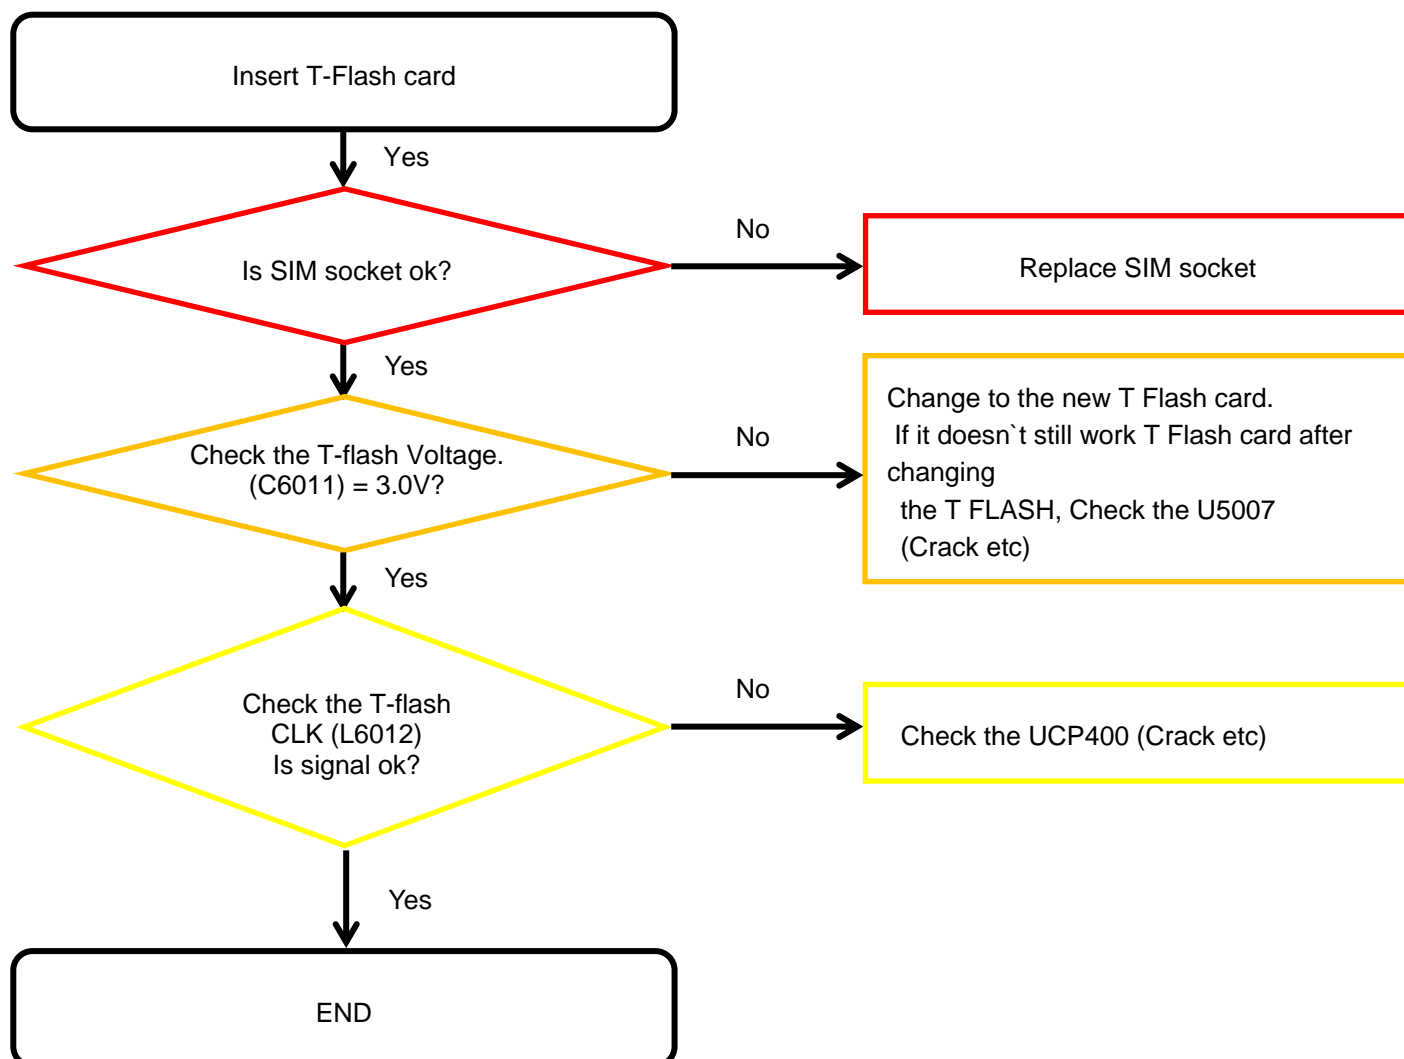 Insert T-Flash card
Yes
Is SIM socket ok?
No
Replace SIM socket
Yes
Check the T-flash Voltage.
(C6011) = 3.0V?
No
Change to the new T Flash card.
If it doesn`t still work T Flash card after
changing
the T FLASH, Check the U5007
(Crack etc)
Yes
Check the T-flash
CLK (L6012)
Is signal ok?
No
Check the UCP400 (Crack etc)
Yes
END